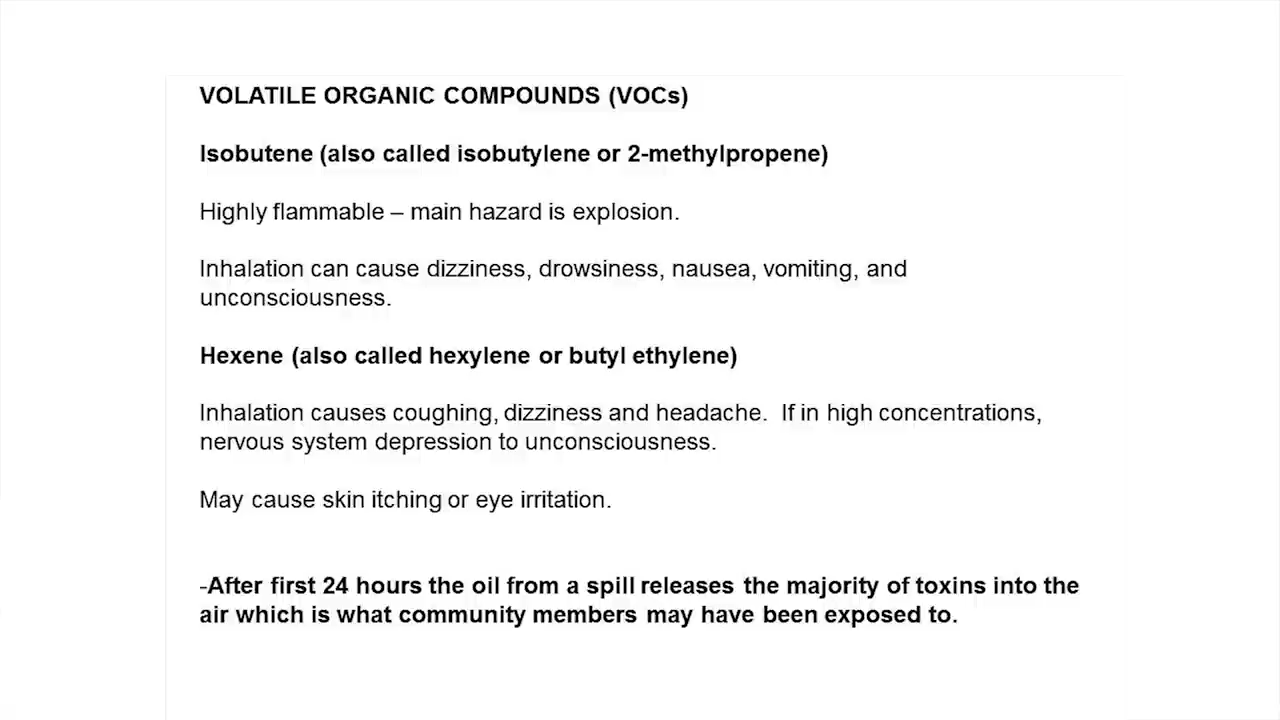 VOLATILE ORGANIC COMPOUNDS (VOCs)
Isobutene (also called isobutylene or 2-methylpropene)
Highly flammable – main hazard is explosion.
Inhalation can cause dizziness, drowsiness, nausea, vomiting, and
unconsciousness.
Hexene (also called hexylene or butyl ethylene)
Inhalation causes coughing, dizziness and headache.  If in high concentrations,
nervous system depression to unconsciousness.
May cause skin itching or eye irritation.
-After first 24 hours the oil from a spill releases the majority of toxins into the
air which is what community members may have been exposed to.